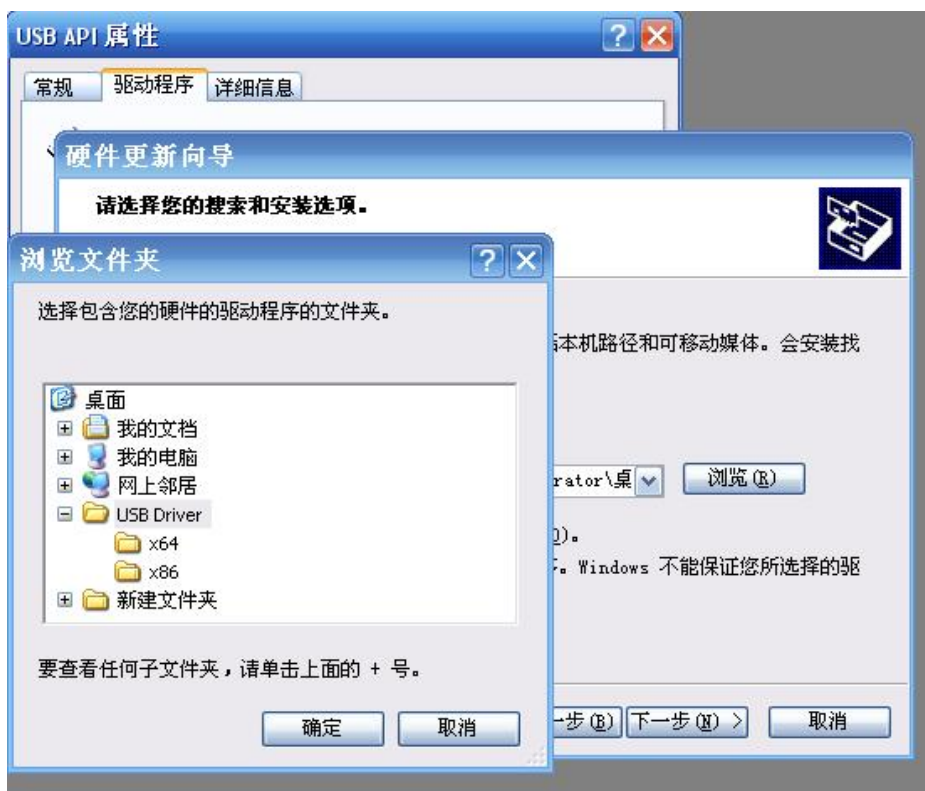 USB API 属性
常规
驱动程序
详细信息
硬件更新向导
请选择您的搜索和安装选项。
浏览文件夹
选择包含您的硬件的驱动程序的文件夹。
本机路径和可移动媒体。会安装找
桌面
我的文档
我的电脑
网上邻居
USB Driver
x64
x86
新建文件夹
rator\桌
浏览(R)
)。
。Windows 不能保证您所选择的驱
要查看任何子文件夹，请单击上面的 + 号。
确定
取消
一步(B)
下一步(N) >
取消